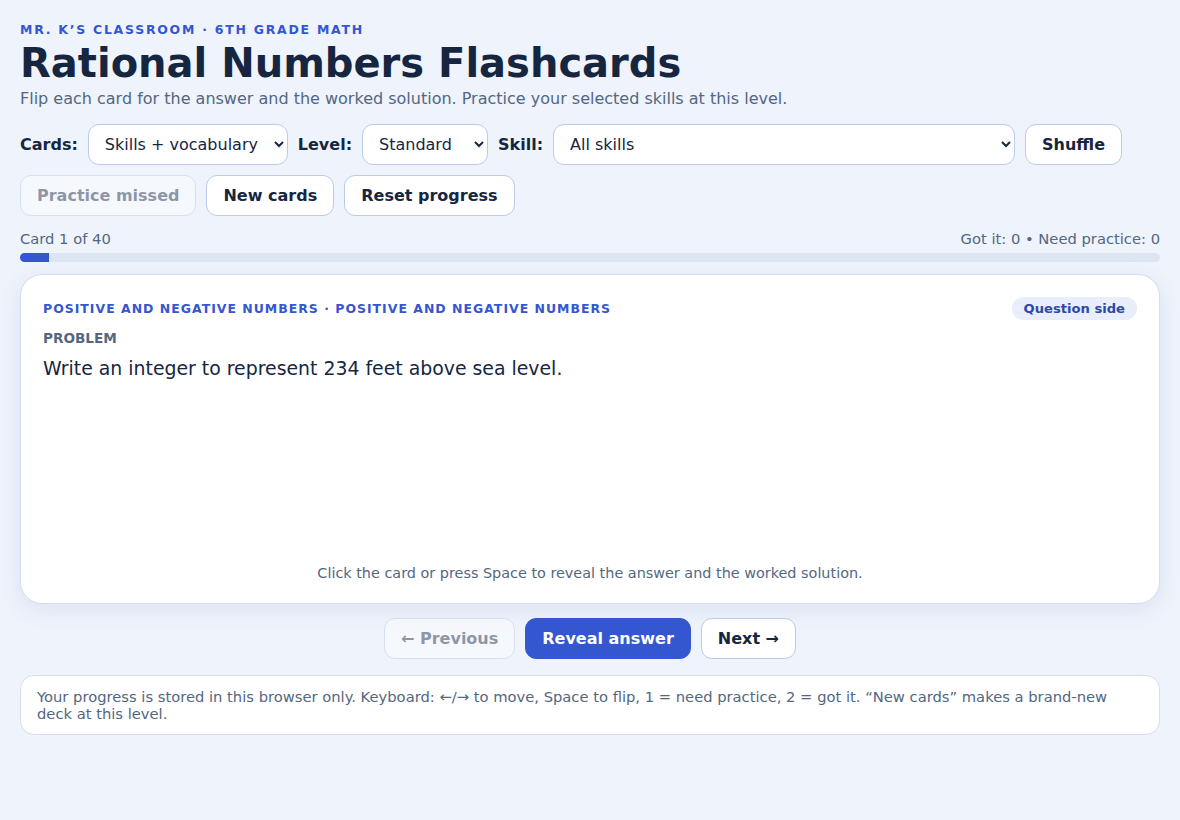 MR. K’S CLASSROOM · 6TH GRADE MATH
Rational Numbers Flashcards
Flip each card for the answer and the worked solution. Practice your selected skills at this level.
Cards: Skills + vocabulary Level: Standard Skill: All skills Shuffle
Practice missed New cards Reset progress
Card 1 of 40 Got it: 0 • Need practice: 0
POSITIVE AND NEGATIVE NUMBERS · POSITIVE AND NEGATIVE NUMBERS Question side
PROBLEM
Write an integer to represent 234 feet above sea level.
Click the card or press Space to reveal the answer and the worked solution.
← Previous Reveal answer Next →
Your progress is stored in this browser only. Keyboard: ←/→ to move, Space to flip, 1 = need practice, 2 = got it. “New cards” makes a brand-new
deck at this level.